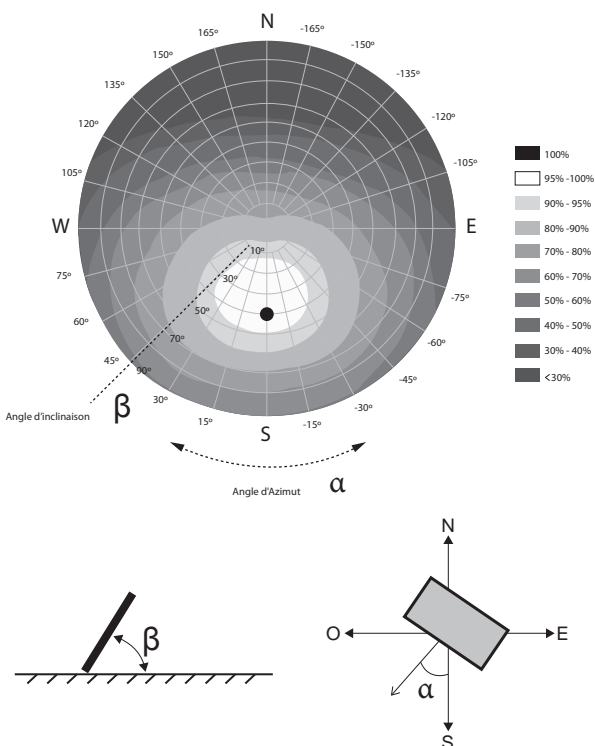 N
165º
-165º
150º
-150º
135º
-135º
120º
-120º
105º
-105º
W
E
75º
-75º
60º
-60º
45º
-45º
30º
-30º
15º
-15º
S
10º
30º
50º
70º
90º
100%
95% -100%
90% - 95%
80% -90%
70% - 80%
60% - 70%
50% - 60%
40% - 50%
30% - 40%
<30%
Angle d'inclinaison β
Angle d'Azimut α
β
N
O
E
α
S